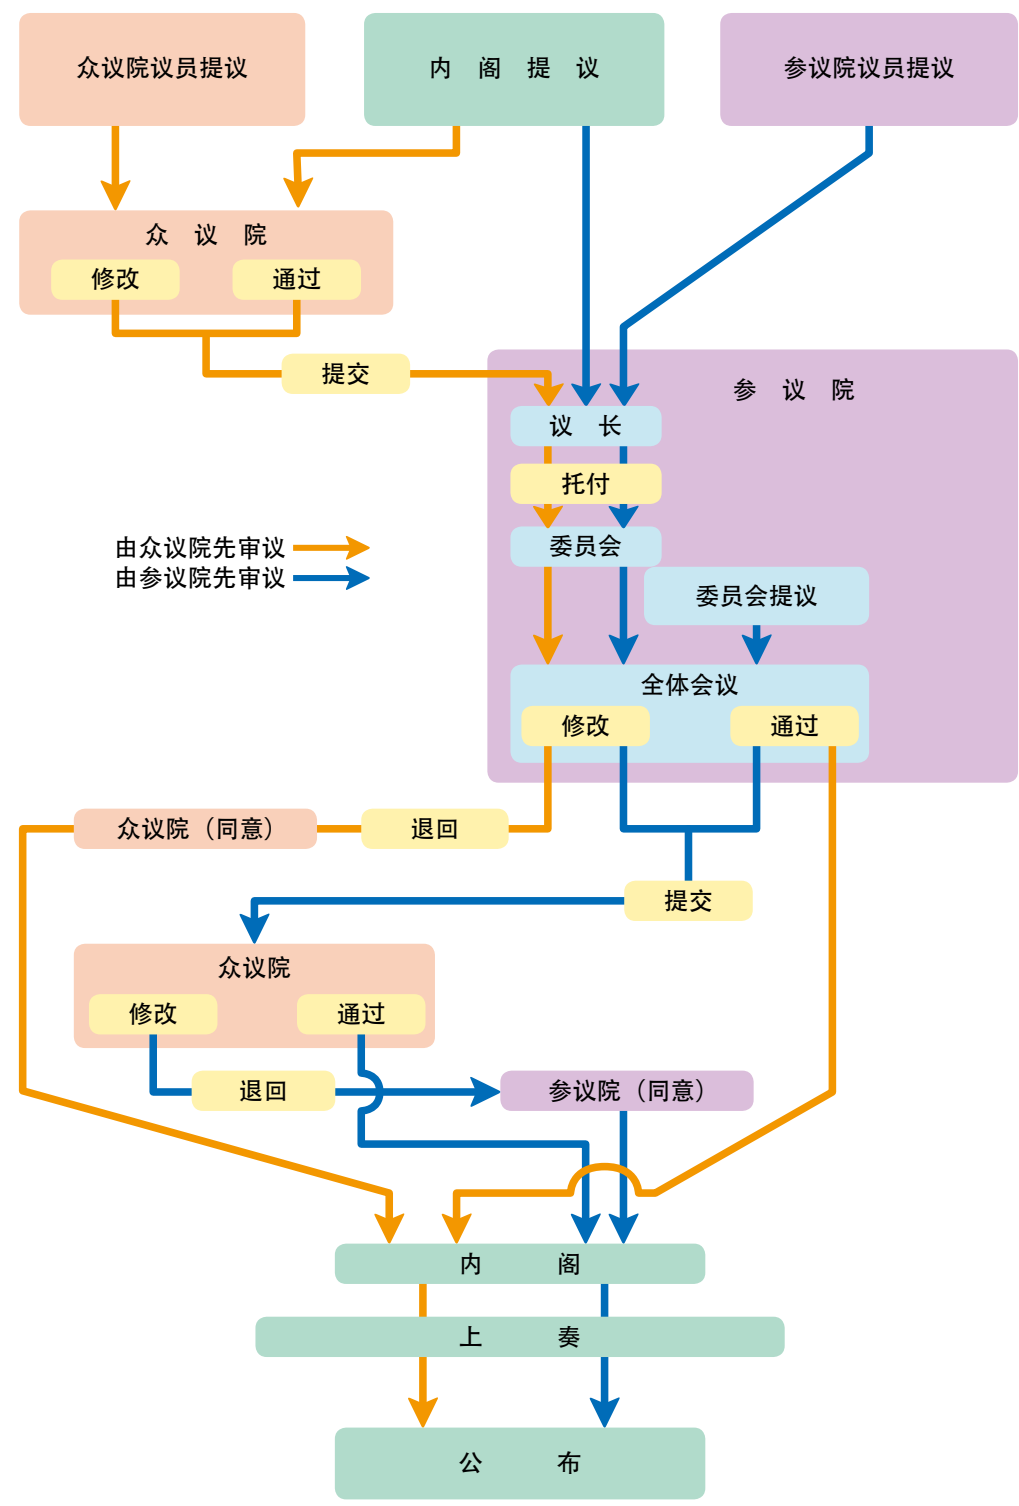 众议院议员提议
内 阁 提 议
参议院议员提议
众 议 院
修改
通过
提交
参 议 院
议 长
托付
由众议院先审议
由参议院先审议
委员会
委员会提议
全体会议
修改
通过
众议院（同意）
退回
提交
众议院
修改
通过
退回
参议院（同意）
内 阁
上 奏
公 布